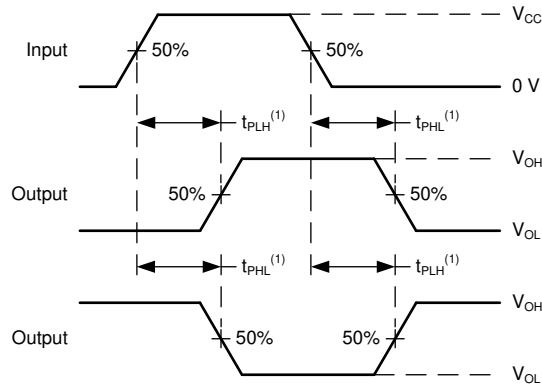 V_CC
Input
50%
50%
0 V
t_PLH^(1)
t_PHL^(1)
V_OH
Output
50%
50%
V_OL
t_PHL^(1)
t_PLH^(1)
V_OH
Output
50%
50%
V_OL